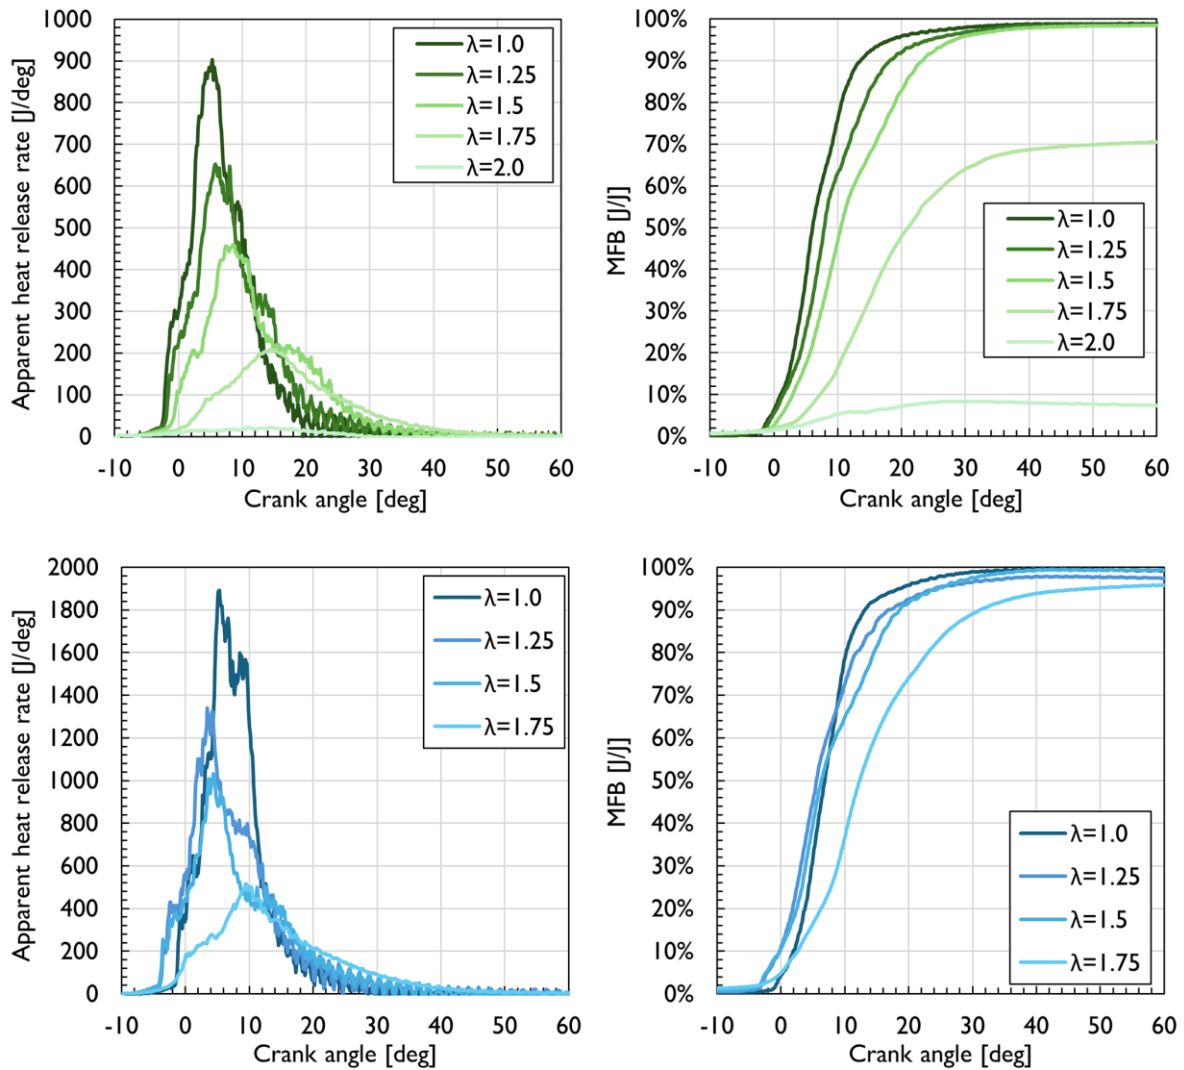 1000
900
800
700
600
500
400
300
200
100
0
Apparent heat release rate [J/deg]
-10 0 10 20 30 40 50 60
Crank angle [deg]
λ=1.0
λ=1.25
λ=1.5
λ=1.75
λ=2.0
100%
90%
80%
70%
60%
50%
40%
30%
20%
10%
0%
MFB [J/J]
-10 0 10 20 30 40 50 60
Crank angle [deg]
λ=1.0
λ=1.25
λ=1.5
λ=1.75
λ=2.0
2000
1800
1600
1400
1200
1000
800
600
400
200
0
Apparent heat release rate [J/deg]
-10 0 10 20 30 40 50 60
Crank angle [deg]
λ=1.0
λ=1.25
λ=1.5
λ=1.75
100%
90%
80%
70%
60%
50%
40%
30%
20%
10%
0%
MFB [J/J]
-10 0 10 20 30 40 50 60
Crank angle [deg]
λ=1.0
λ=1.25
λ=1.5
λ=1.75